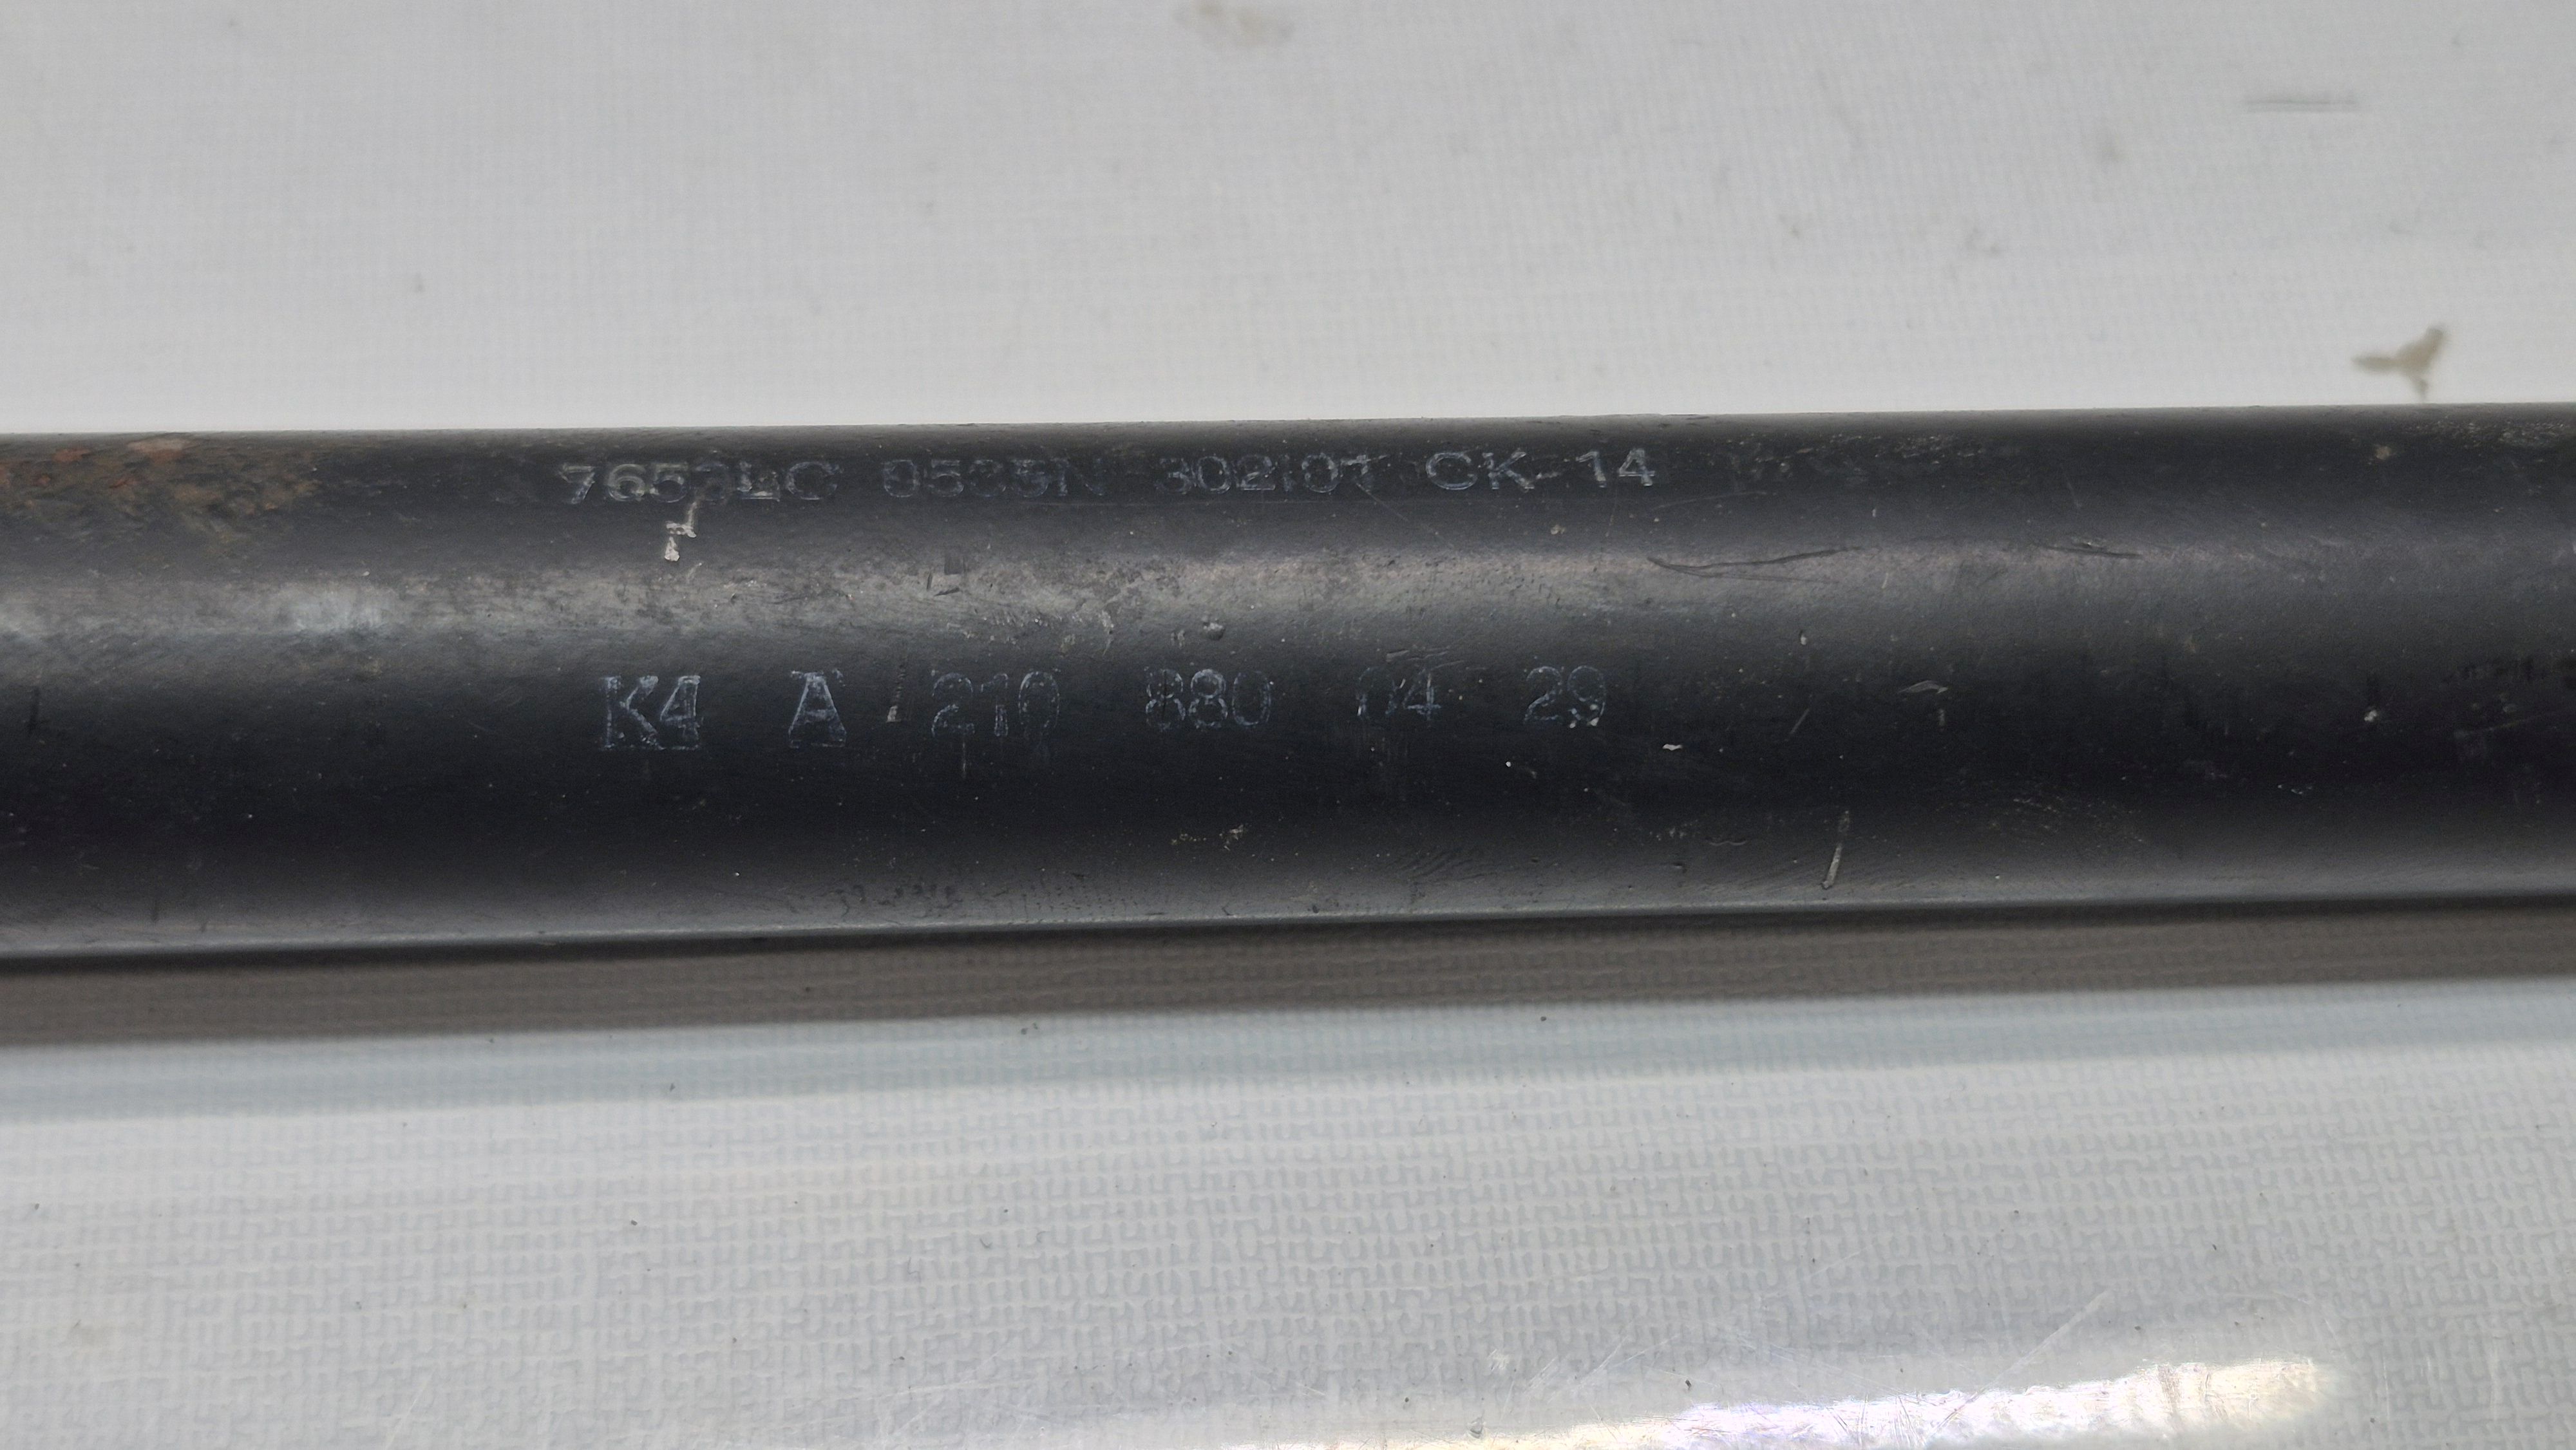 7653LC 0535N 302101 CK-14
K4 A 210 880 04 29